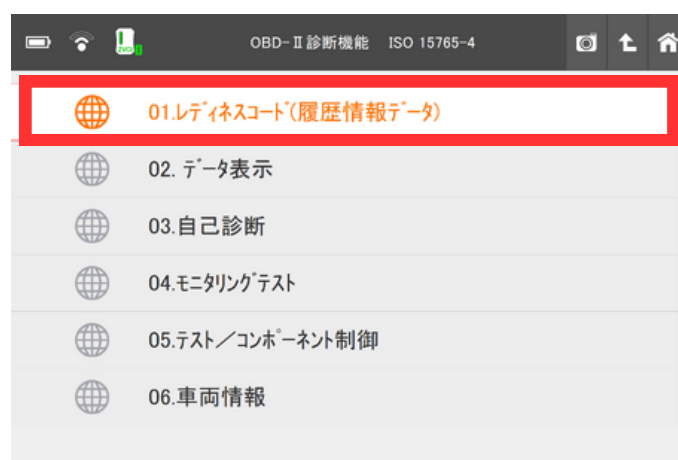 OBD-Ⅱ診断機能 ISO 15765-4
01.ﾚﾃﾞｨﾈｽｺｰﾄﾞ(履歴情報ﾃﾞｰﾀ)
02. ﾃﾞｰﾀ表示
03.自己診断
04.ﾓﾆﾀﾘﾝｸﾞﾃｽﾄ
05.ﾃｽﾄ／ｺﾝﾎﾟｰﾈﾝﾄ制御
06.車両情報